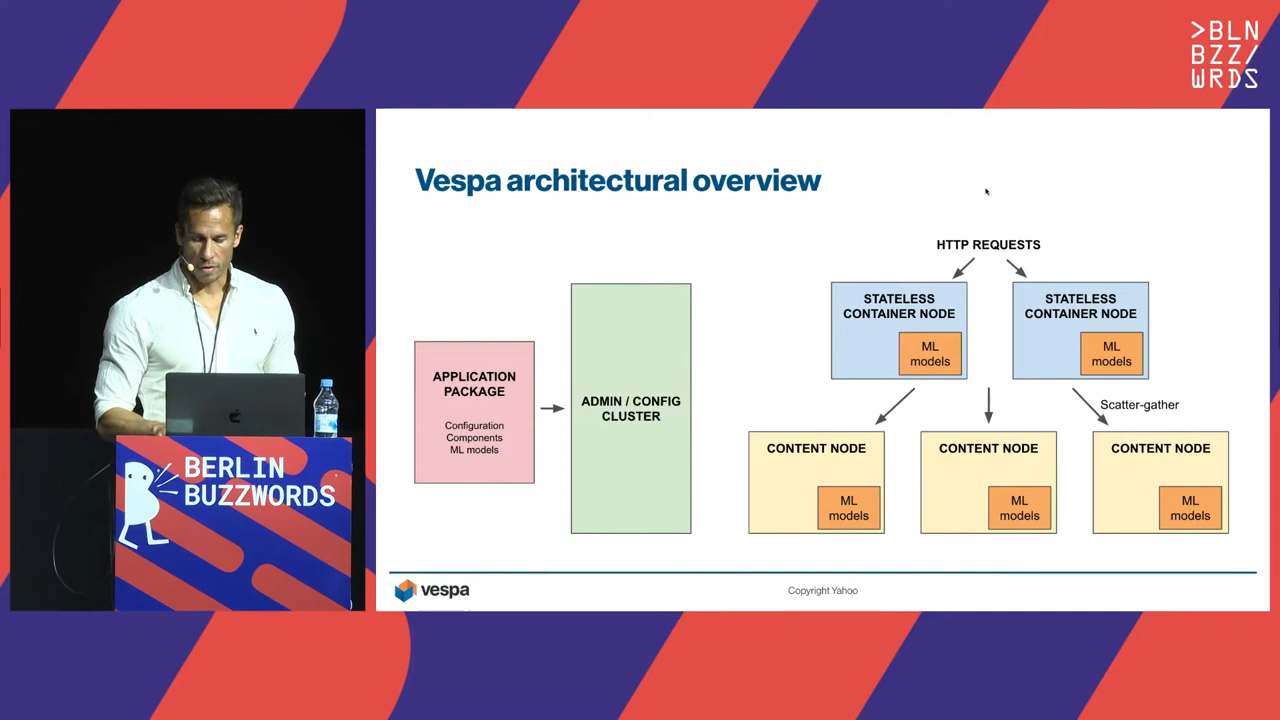 >BLN
BZZ/
WRDS
Vespa architectural overview
HTTP REQUESTS
STATELESS
CONTAINER NODE
ML
models
STATELESS
CONTAINER NODE
ML
models
APPLICATION
PACKAGE
Configuration
Components
ML models
ADMIN / CONFIG
CLUSTER
Scatter-gather
CONTENT NODE
ML
models
CONTENT NODE
ML
models
CONTENT NODE
ML
models
vespa
Copyright Yahoo
BERLIN
BUZZWORDS